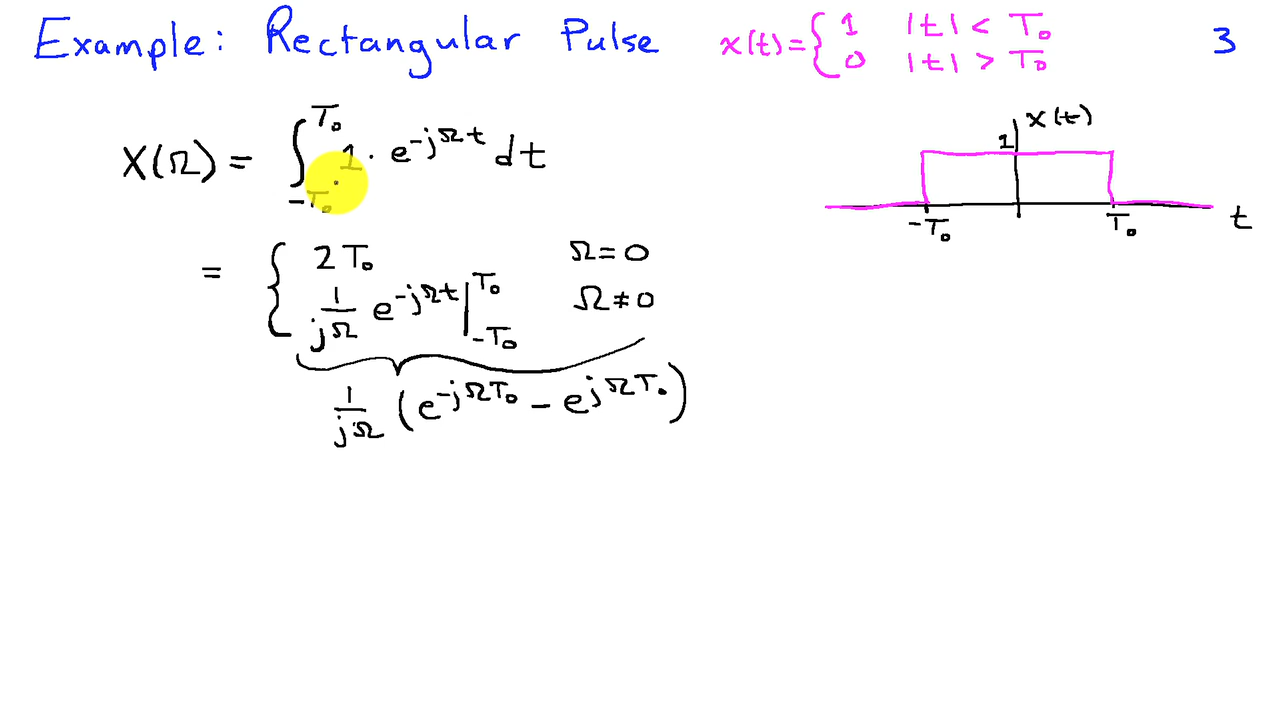 Example: Rectangular Pulse x(t) = { 1 |t| < T₀ 3
0 |t| > T₀
X(Ω) = ∫_{-T₀}^{T₀} 1 · e^{-jΩt} dt
= { 2T₀ Ω = 0
1/jΩ e^{-jΩt} |_{-T₀}^{T₀} Ω ≠ 0
1/jΩ (e^{-jΩT₀} - e^{jΩT₀})
x(t)
1
-T₀ T₀ t